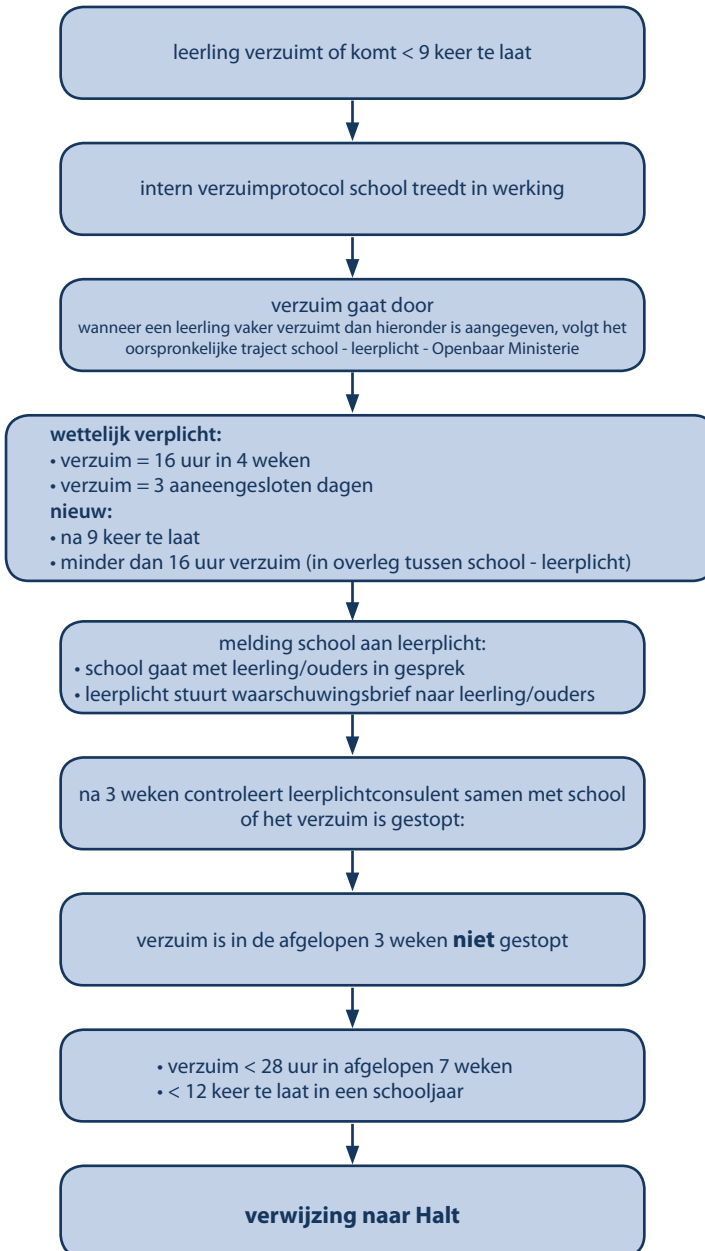 leerling verzuimt of komt < 9 keer te laat
intern verzuimprotocol school treedt in werking
verzuim gaat door
wanneer een leerling vaker verzuimt dan hieronder is aangegeven, volgt het
oorspronkelijke traject school - leerplicht - Openbaar Ministerie
wettelijk verplicht:
• verzuim = 16 uur in 4 weken
• verzuim = 3 aaneengesloten dagen
nieuw:
• na 9 keer te laat
• minder dan 16 uur verzuim (in overleg tussen school - leerplicht)
melding school aan leerplicht:
• school gaat met leerling/ouders in gesprek
• leerplicht stuurt waarschuwingsbrief naar leerling/ouders
na 3 weken controleert leerplichtconsulent samen met school
of het verzuim is gestopt:
verzuim is in de afgelopen 3 weken niet gestopt
• verzuim < 28 uur in afgelopen 7 weken
• < 12 keer te laat in een schooljaar
verwijzing naar Halt